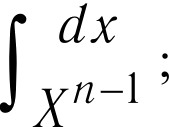 ∫ dx / X^{n−1} ;